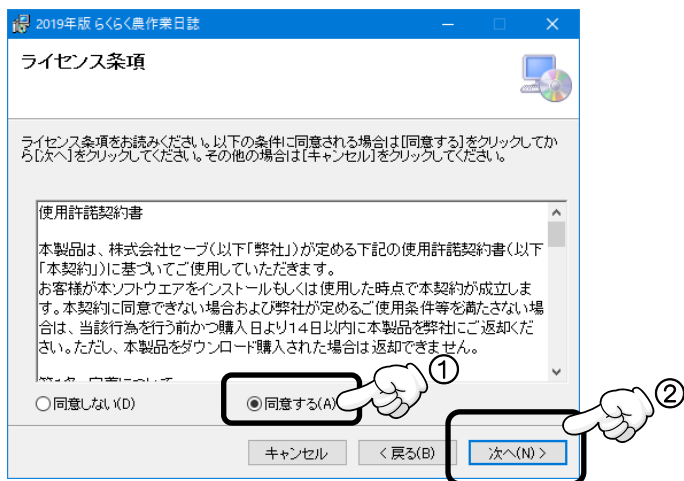 2019年版 らくらく農作業日誌
ライセンス条項
ライセンス条項をお読みください。以下の条件に同意される場合は[同意する]をクリックしてか
ら[次へ]をクリックしてください。その他の場合は[キャンセル]をクリックしてください。
使用許諾契約書
本製品は、株式会社セーブ(以下「弊社」)が定める下記の使用許諾契約書(以下
「本契約」)に基づいてご使用していただきます。
お客様が本ソフトウエアをインストールもしくは使用した時点で本契約が成立しま
す。本契約に同意できない場合および弊社が定めるご使用条件等を満たさない場
合は、当該行為を行う前かつ購入日より14日以内に本製品を弊社にご返却くだ
さい。ただし、本製品をダウンロード購入された場合は返却できません。
①
同意しない(D)
同意する(A)
②
キャンセル
< 戻る(B)
次へ(N) >